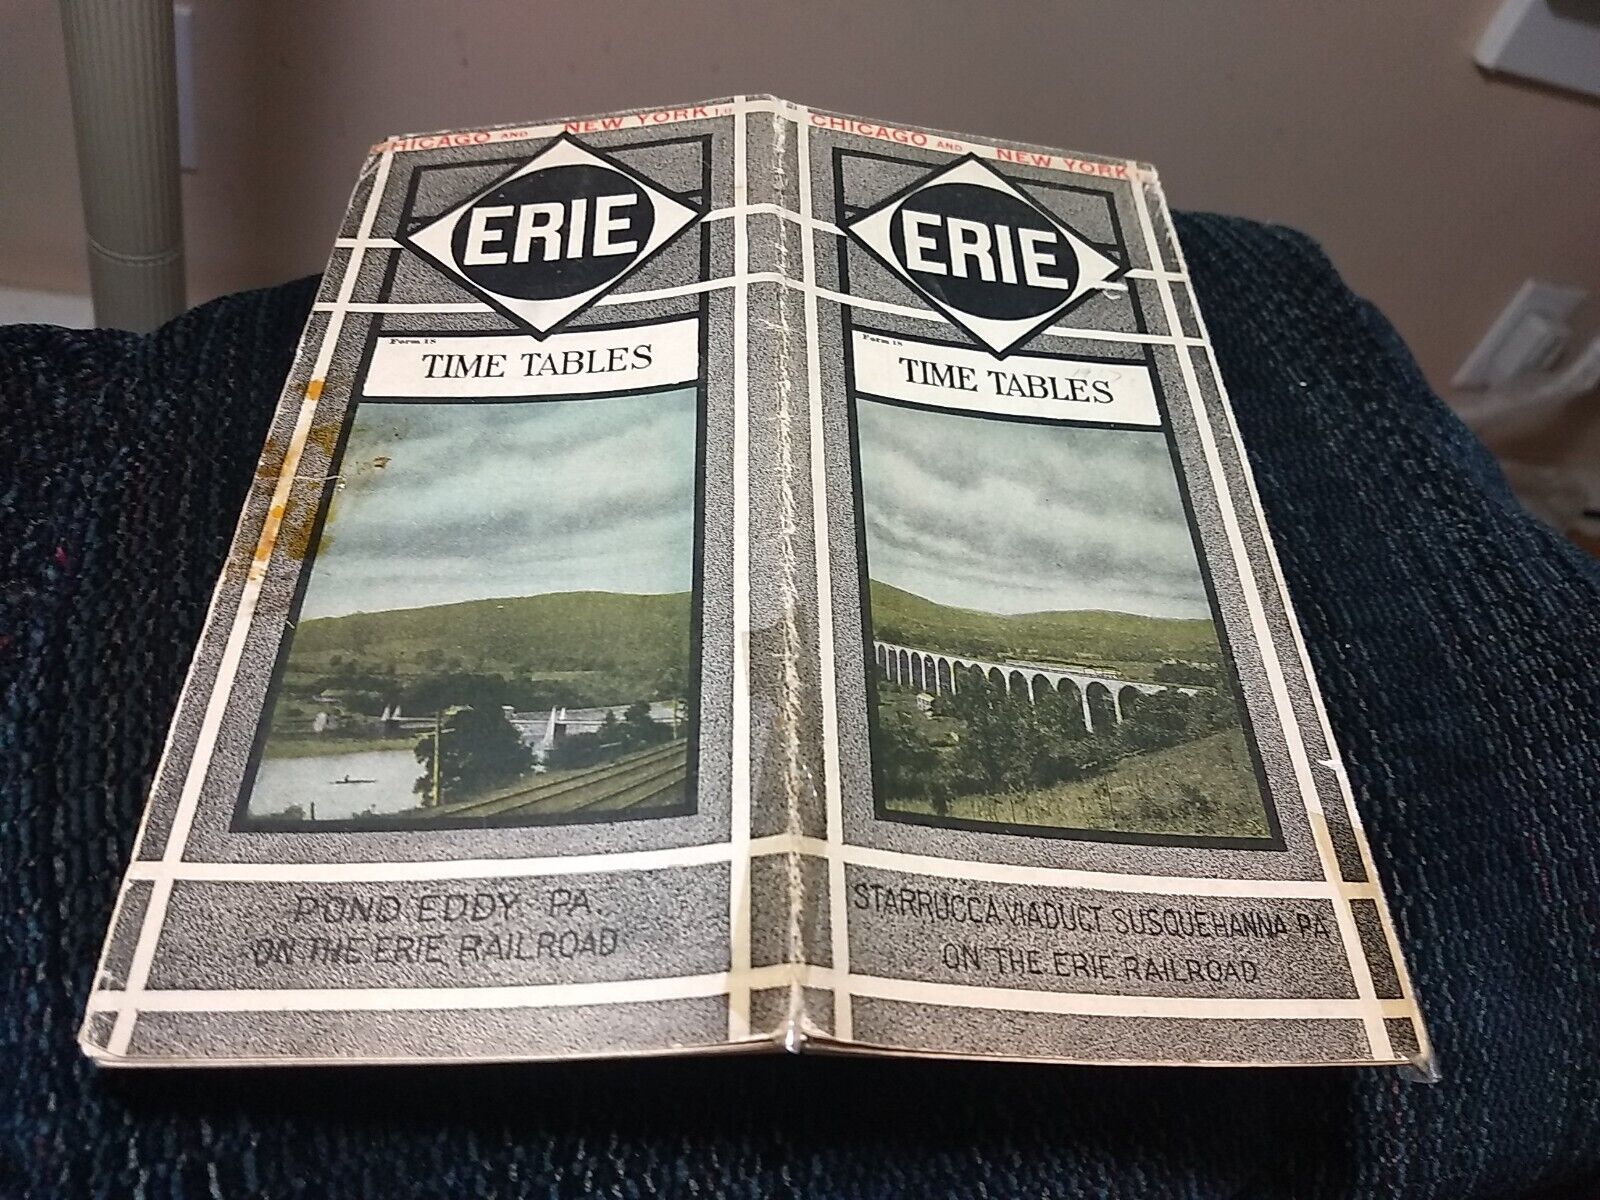 CHICAGO AND NEW YORK
ERIE
Form 18
TIME TABLES
POND EDDY PA.
ON THE ERIE RAILROAD
CHICAGO AND NEW YORK
ERIE
Form 18
TIME TABLES
STARRUCCA VIADUCT SUSQUEHANNA PA
ON THE ERIE RAILROAD